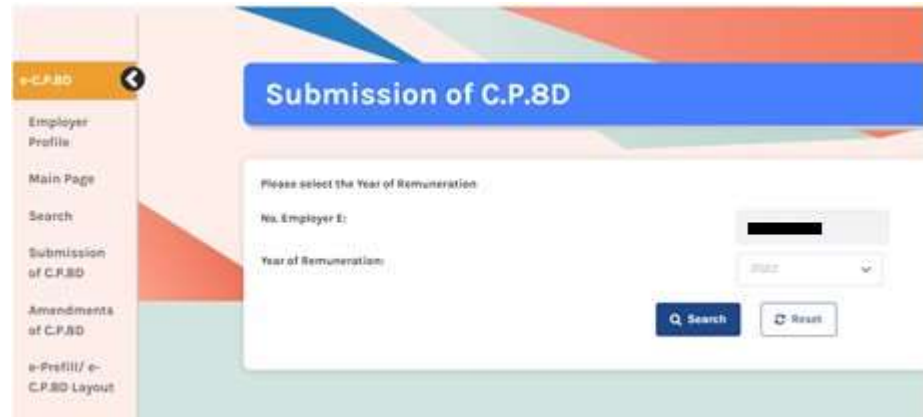 e-C.P.8D
Employer
Profile
Main Page
Search
Submission
of C.P.8D
Amendments
of C.P.8D
e-Prefill/ e-
C.P.8D Layout
Submission of C.P.8D
Please select the Year of Remuneration
No. Employer E:
Year of Remuneration:
Search
Reset